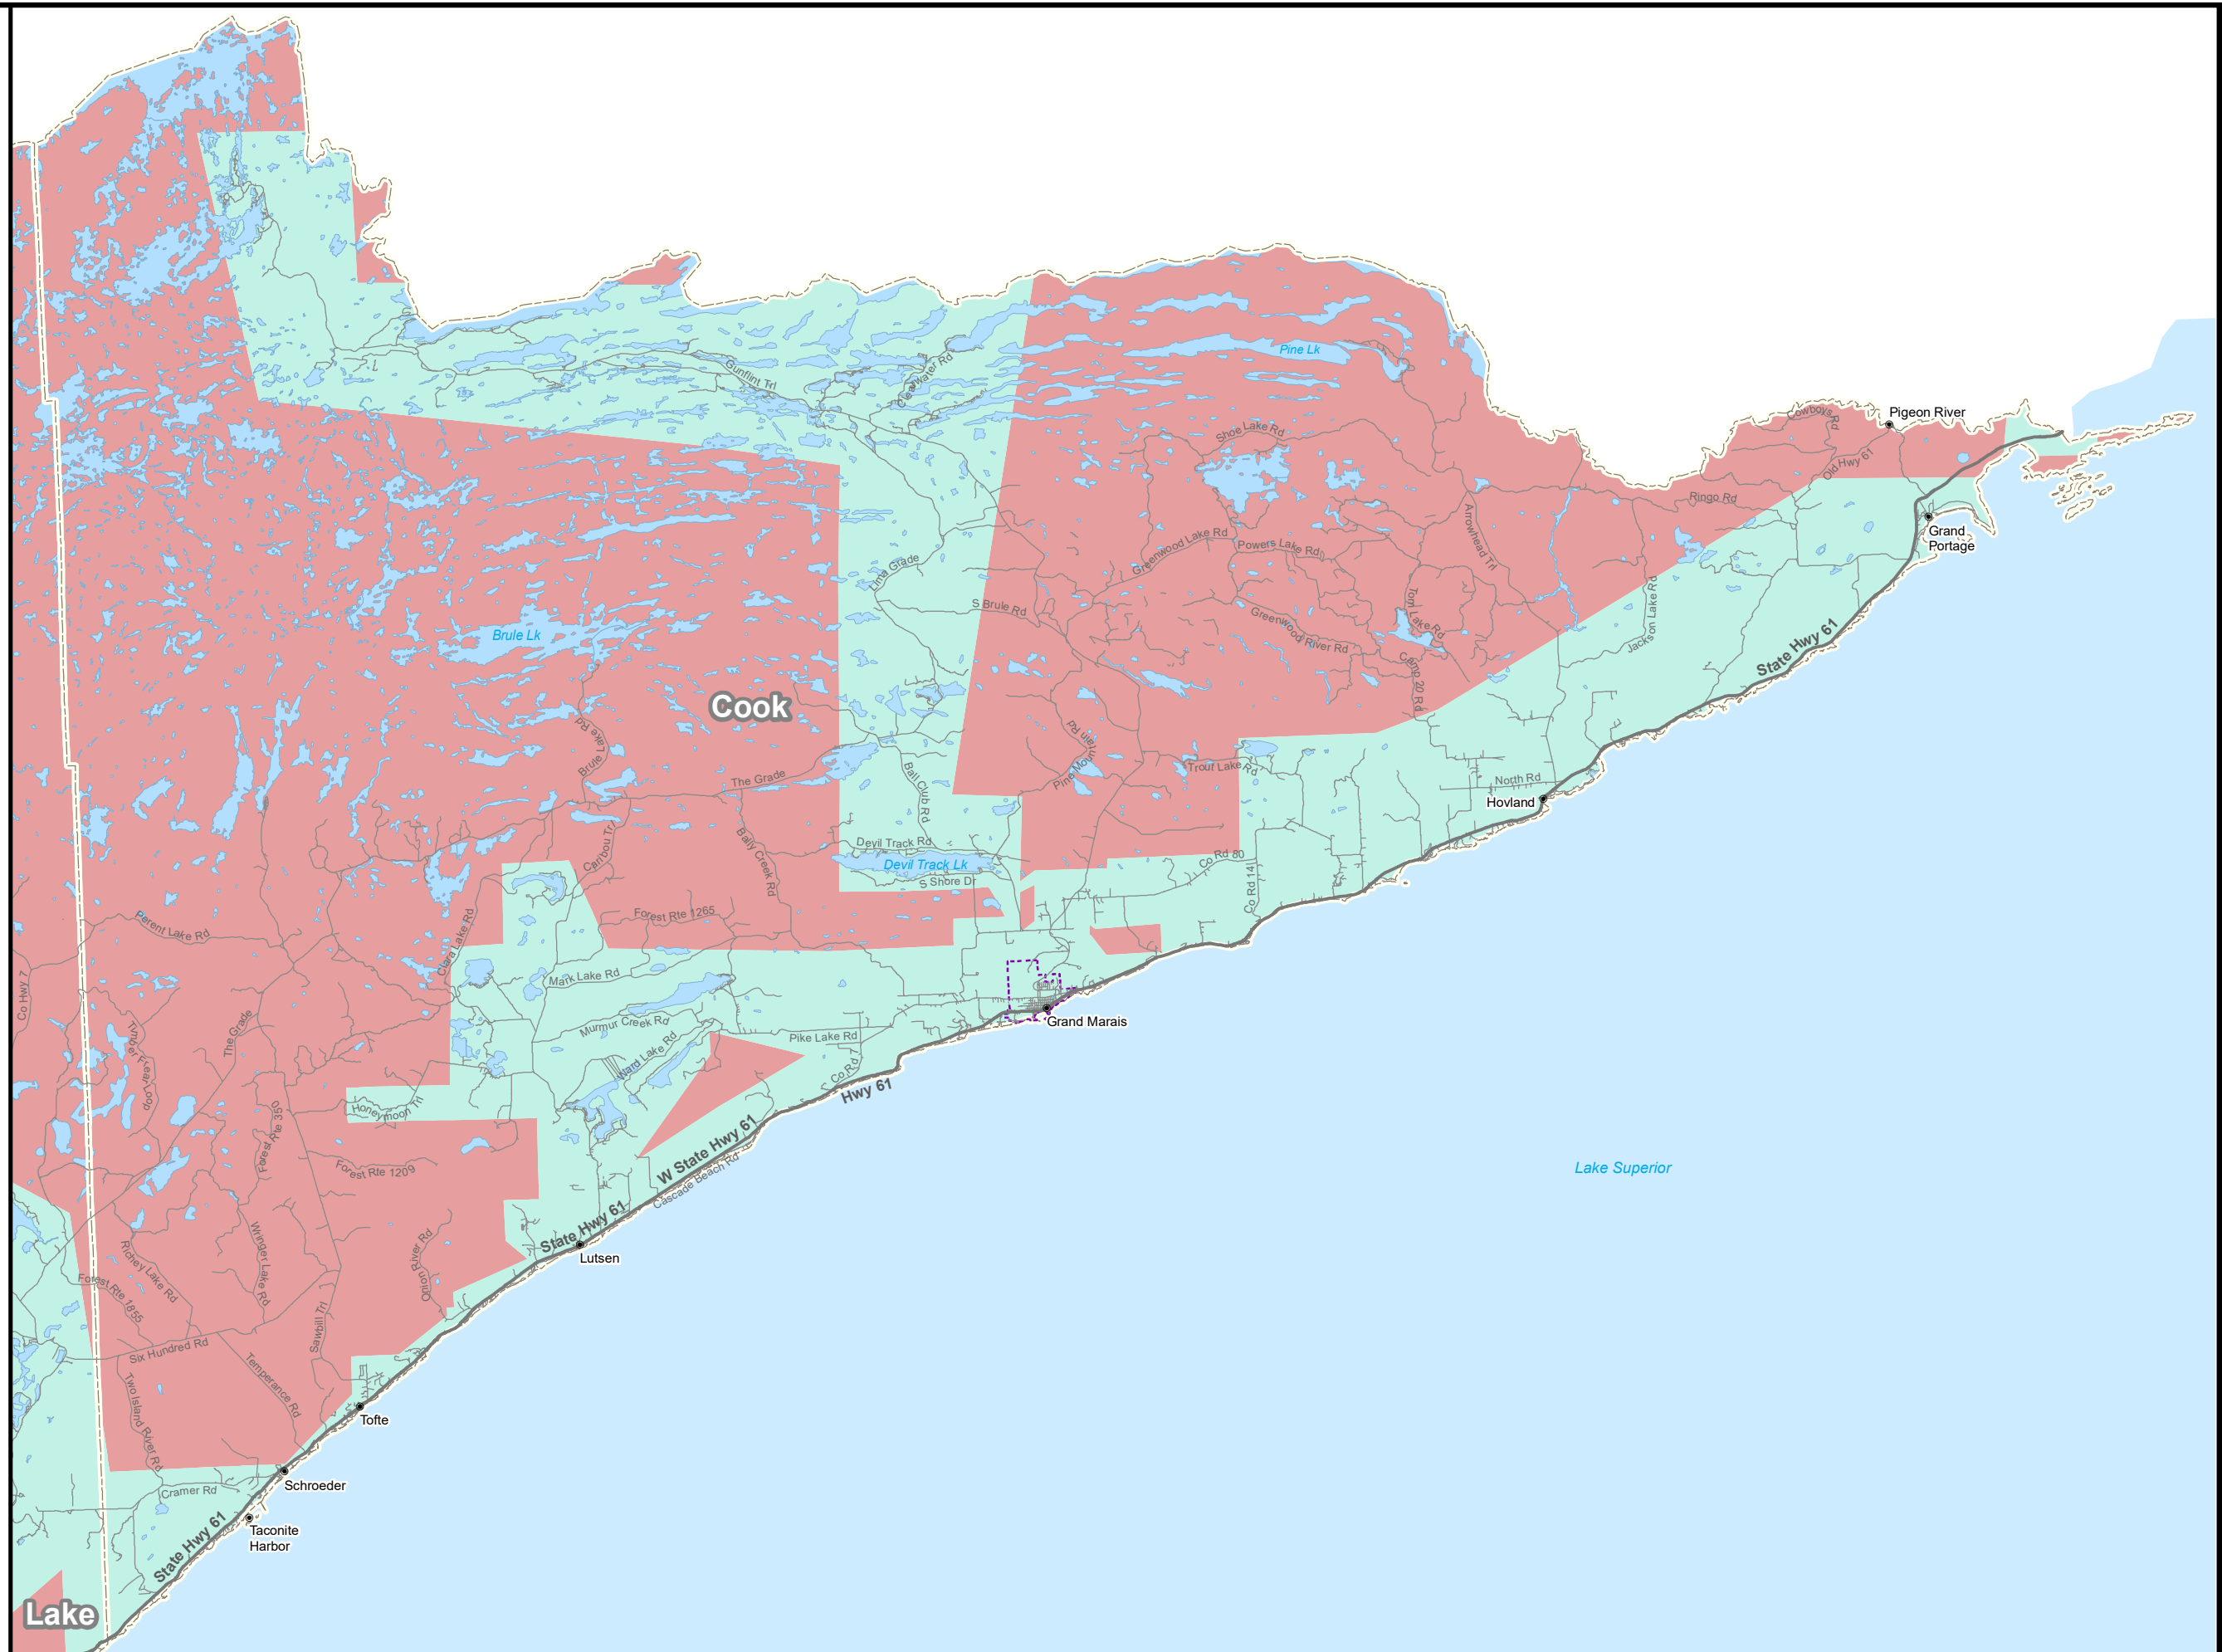 Pine Lk
Gunflint Trl
Clearwater Rd
Cowboys Rd
Pigeon River
Shoe Lake Rd
Old Hwy 61
Ringo Rd
Arrowhead Trl
Grand
Portage
Greenwood Lake Rd
Powers Lake Rd
Lima Grade
S Brule Rd
Tom Lake Rd
Jackson Lake Rd
Greenwood River Rd
Brule Lk
State Hwy 61
Camp 20 Rd
Cook
Brule Lake Rd
Pine Mountain Rd
Trout Lake Rd
The Grade
Ball Club Rd
North Rd
Hovland
Devil Track Rd
Devil Track Lk
S Shore Dr
Caribou Trl
Bally Creek Rd
Co Rd 80
Co Rd 14
Forest Rte 1265
Perent Lake Rd
Clara Lake Rd
Mark Lake Rd
Co Hwy 7
Grand Marais
Murmur Creek Rd
Pike Lake Rd
The Grade
Ward Lake Rd
Co Rd 7
Hwy 61
Honeymoon Trl
Forest Rte 350
Forest Rte 1209
W State Hwy 61
Cascade Beach Rd
Lake Superior
State Hwy 61
Lutsen
Wringer Lake Rd
Onion River Rd
Richey Lake Rd
Forest Rte 1855
Sawbill Trl
Six Hundred Rd
Temperance Rd
Two Island River Rd
Tofte
Schroeder
Cramer Rd
Taconite
Harbor
State Hwy 61
Lake